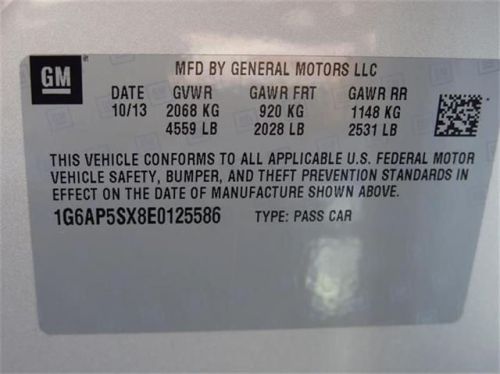 GM
MFD BY GENERAL MOTORS LLC
DATE GVWR GAWR FRT GAWR RR
10/13 2068 KG 920 KG 1148 KG
4559 LB 2028 LB 2531 LB
THIS VEHICLE CONFORMS TO ALL APPLICABLE U.S. FEDERAL MOTOR
VEHICLE SAFETY, BUMPER, AND THEFT PREVENTION STANDARDS IN
EFFECT ON THE DATE OF MANUFACTURE SHOWN ABOVE.
1G6AP5SX8E0125586 TYPE: PASS CAR